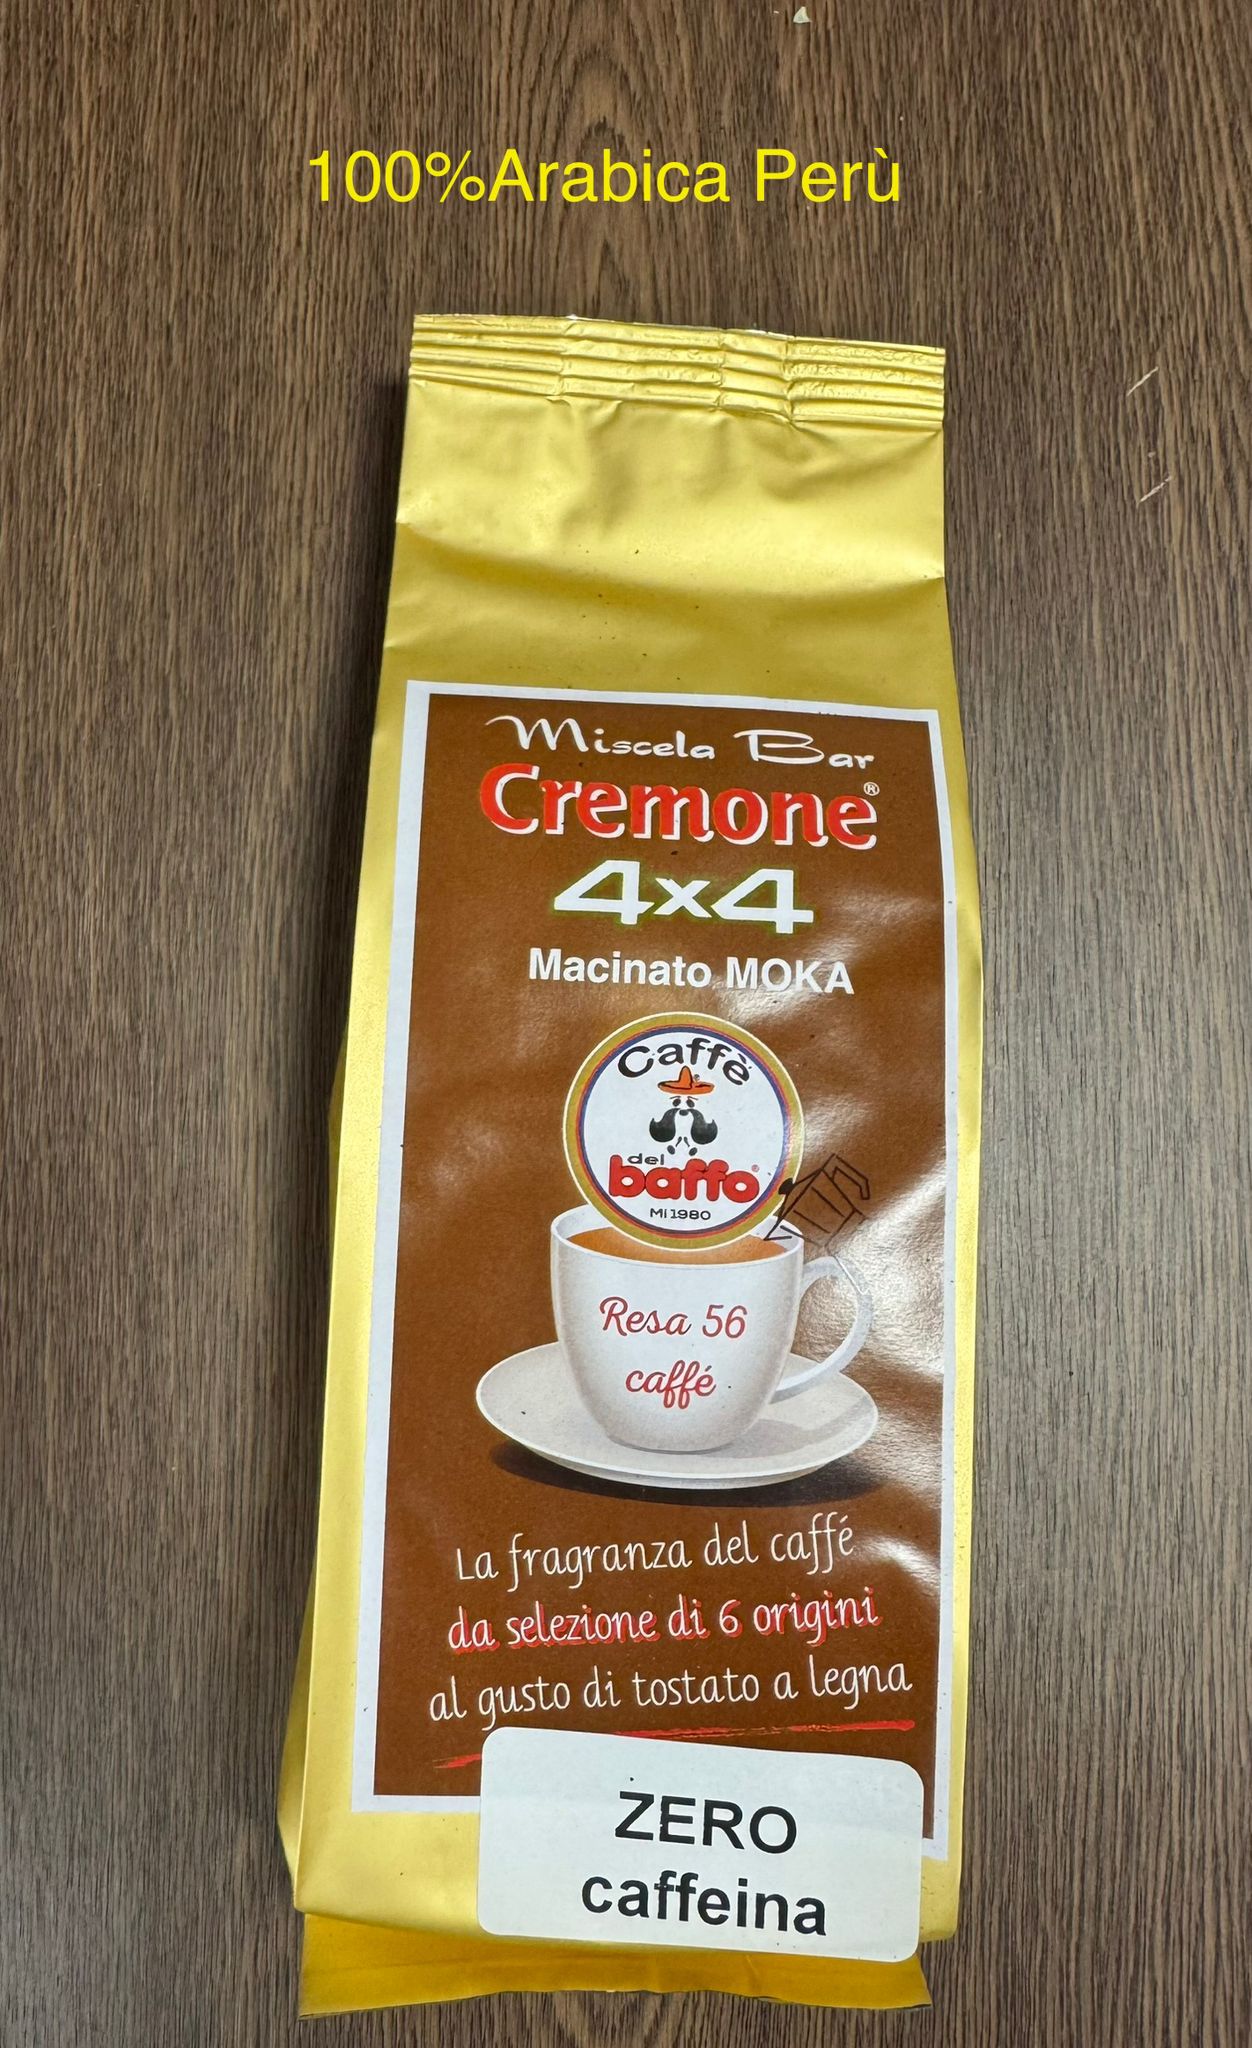 100%Arabica Perù
Miscela Bar
Cremone®
4x4
Macinato MOKA
Caffè
del
baffo®
MI 1980
Resa 56
caffé
La fragranza del caffé
da selezione di 6 origini
al gusto di tostato a legna
ZERO
caffeina